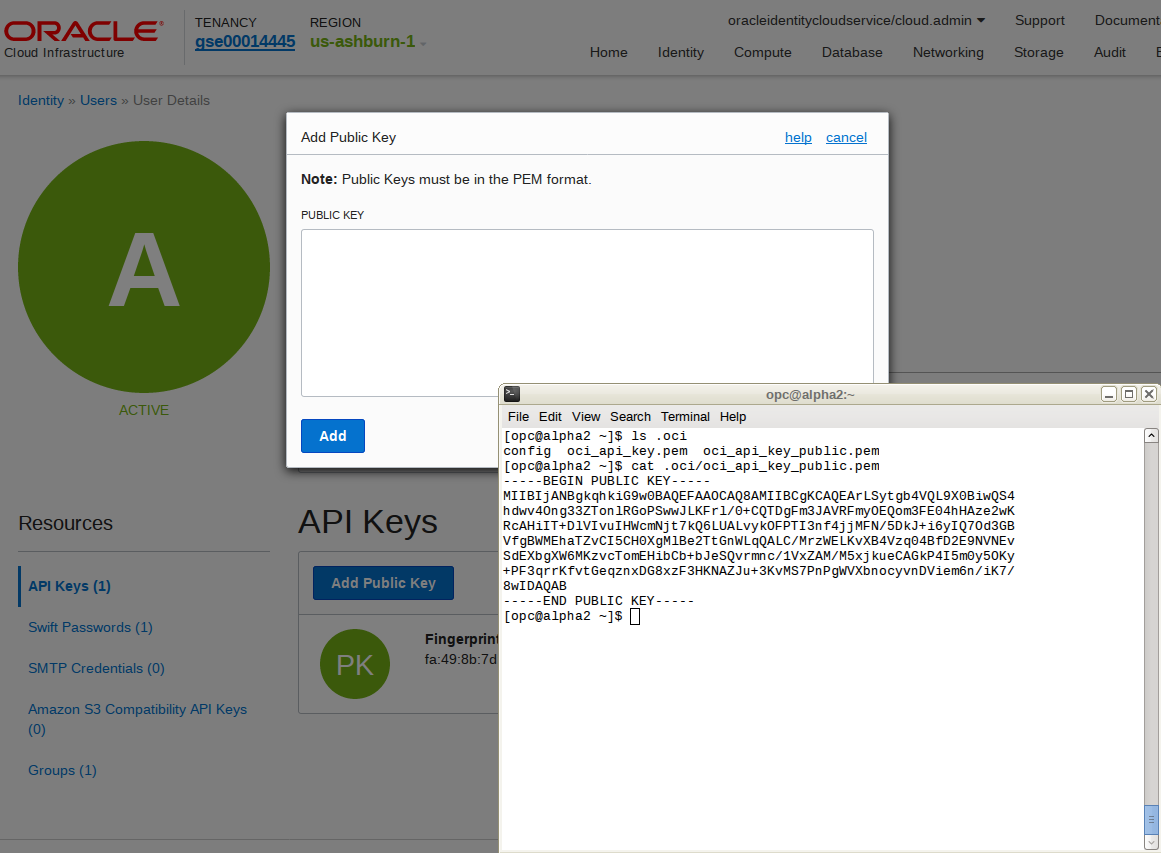 ORACLE®
Cloud Infrastructure
TENANCY
gse00014445
REGION
us-ashburn-1
oracleidentitycloudservice/cloud.admin
Support
Home
Identity
Compute
Database
Networking
Storage
Audit
Identity » Users » User Details
A
ACTIVE
Add Public Key
help
cancel
Note: Public Keys must be in the PEM format.
PUBLIC KEY
Add
Resources
API Keys (1)
Swift Passwords (1)
SMTP Credentials (0)
Amazon S3 Compatibility API Keys
(0)
Groups (1)
API Keys
Add Public Key
PK
Fingerprint
fa:49:8b:7d
opc@alpha2:~
File Edit View Search Terminal Help
[opc@alpha2 ~]$ ls .oci
config  oci_api_key.pem  oci_api_key_public.pem
[opc@alpha2 ~]$ cat .oci/oci_api_key_public.pem
-----BEGIN PUBLIC KEY-----
MIIBIjANBgkqhkiG9w0BAQEFAAOCAQ8AMIIBCgKCAQEArLSytgb4VQL9X0BiwQS4
hdwv4Ong33ZTonlRGoPSwwJLKFrl/0+CQTDgFm3JAVRFmyOEQom3FE04hHAze2wK
RcAHiIT+DlVIvuIHWcmNjt7kQ6LUALvykOFPTI3nf4jjMFN/5DkJ+i6yIQ7Od3GB
VfgBWMEhaTZvCI5CH0XgMlBe2TtGnWLqQALC/MrzWELKvXB4Vzq04BfD2E9NVNEv
SdEXbgXW6MKzvcTomEHibCb+bJeSQvrmnc/1VxZAM/M5xjkueCAGkP4I5m0y5OKy
+PF3qrrKfvtGeqznxDG8xzF3HKNAZJu+3KvMS7PnPgWVXbnocyvnDViem6n/iK7/
8wIDAQAB
-----END PUBLIC KEY-----
[opc@alpha2 ~]$